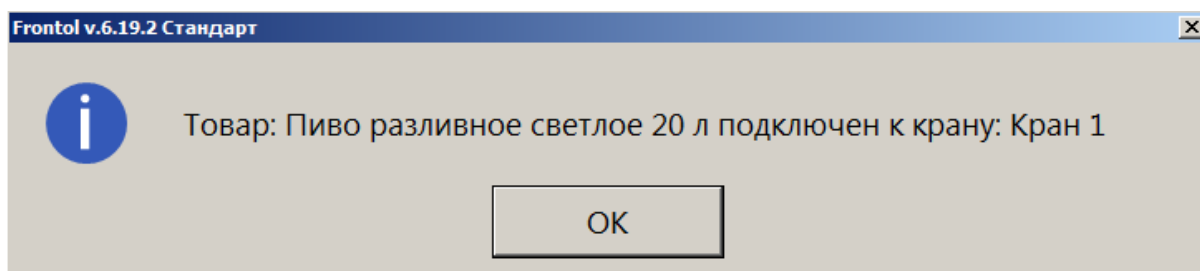 Frontol v.6.19.2 Стандарт
Товар: Пиво разливное светлое 20 л подключен к крану: Кран 1
OK